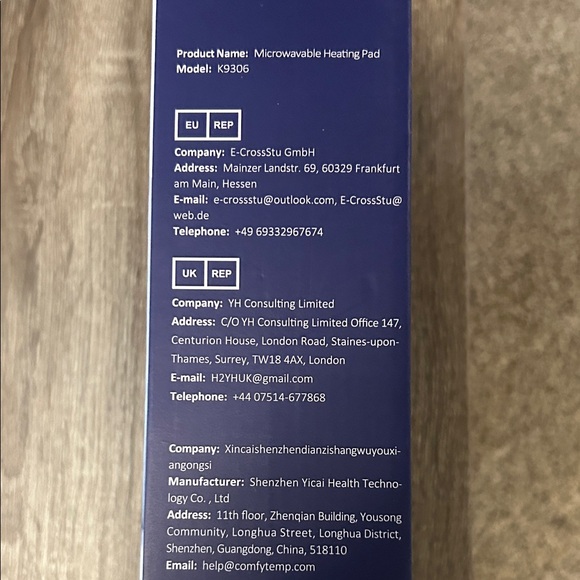 Product Name: Microwavable Heating Pad
Model: K9306
EU REP
Company: E-CrossStu GmbH
Address: Mainzer Landstr. 69, 60329 Frankfurt
am Main, Hessen
E-mail: e-crossstu@outlook.com, E-CrossStu@
web.de
Telephone: +49 69332967674
UK REP
Company: YH Consulting Limited
Address: C/O YH Consulting Limited Office 147,
Centurion House, London Road, Staines-upon-
Thames, Surrey, TW18 4AX, London
E-mail: H2YHUK@gmail.com
Telephone: +44 07514-677868
Company: Xincaishenzhendianzishangwuyouxi-
angongsi
Manufacturer: Shenzhen Yicai Health Techno-
logy Co. , Ltd
Address: 11th floor, Zhenqian Building, Yousong
Community, Longhua Street, Longhua District,
Shenzhen, Guangdong, China, 518110
Email: help@comfytemp.com